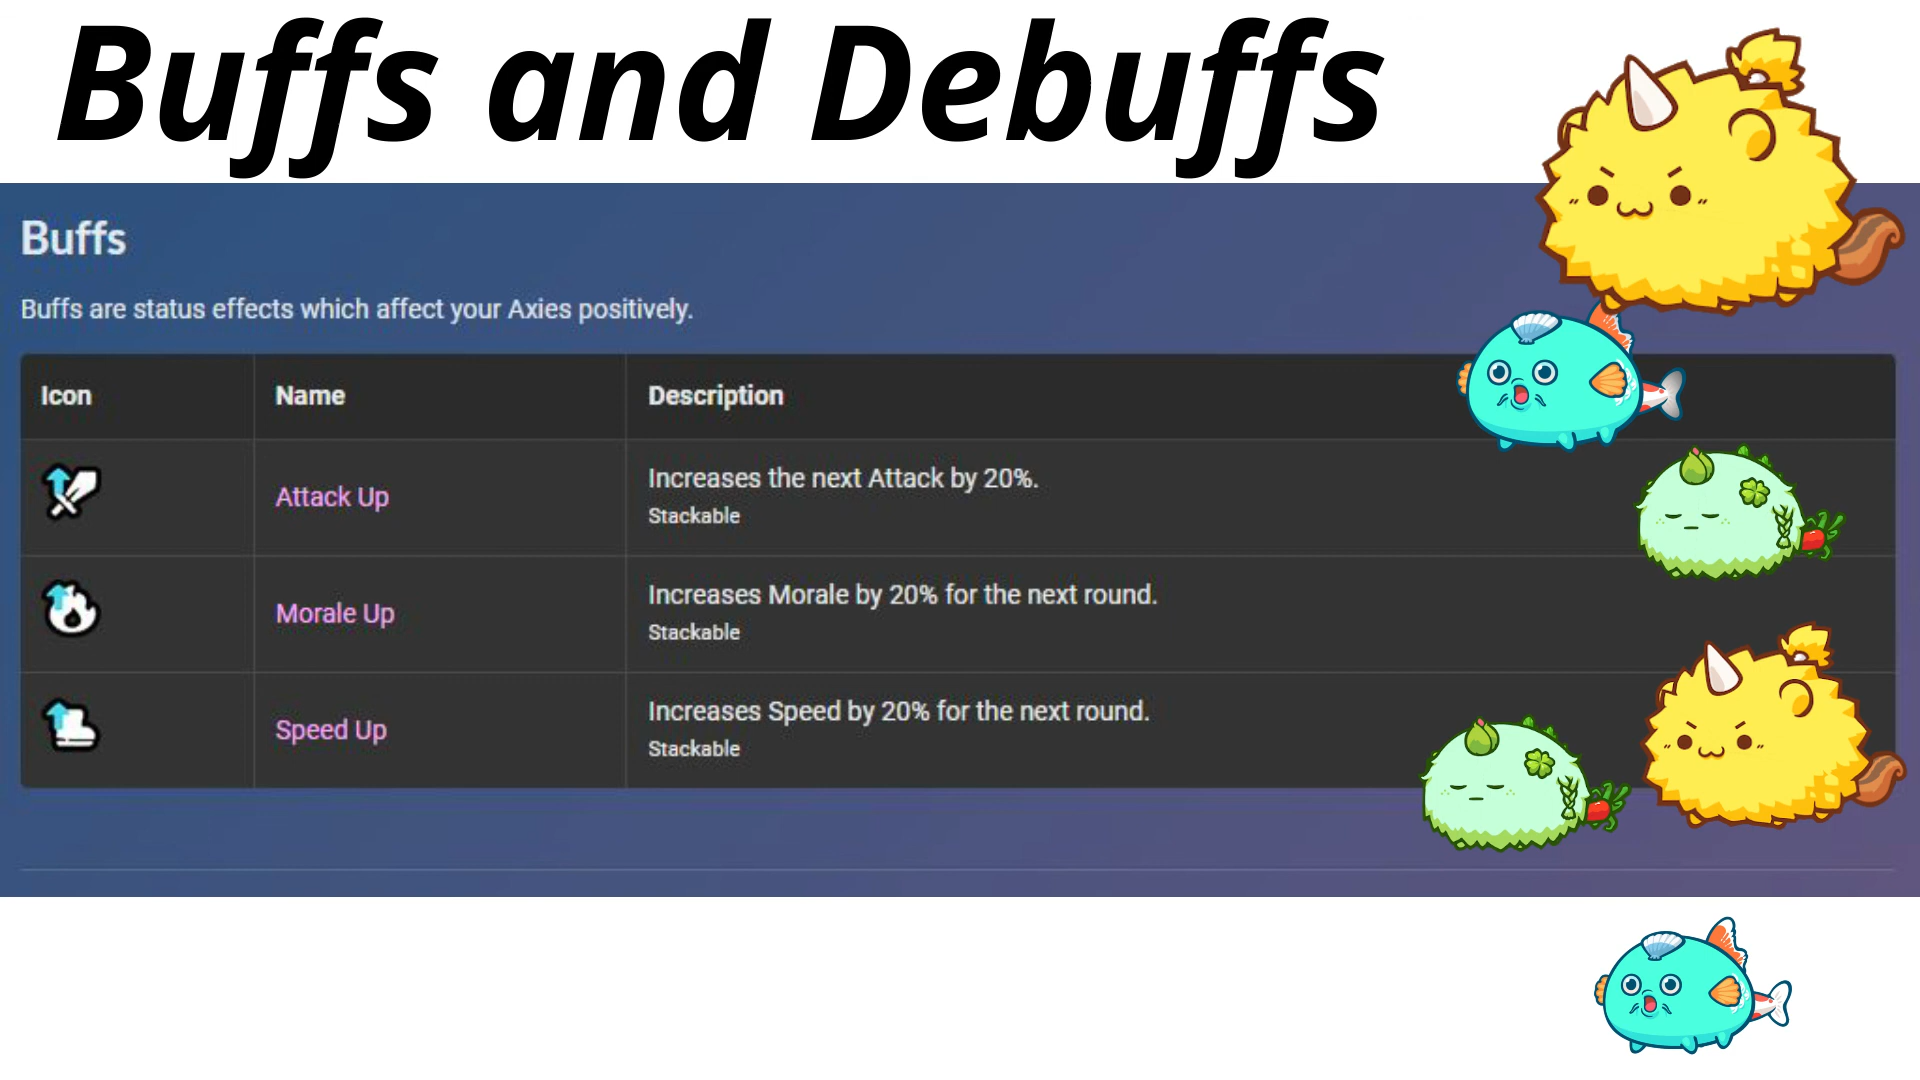 Buffs and Debuffs
Buffs
Buffs are status effects which affect your Axies positively.
Icon Name Description
Attack Up Increases the next Attack by 20%.
Stackable
Morale Up Increases Morale by 20% for the next round.
Stackable
Speed Up Increases Speed by 20% for the next round.
Stackable